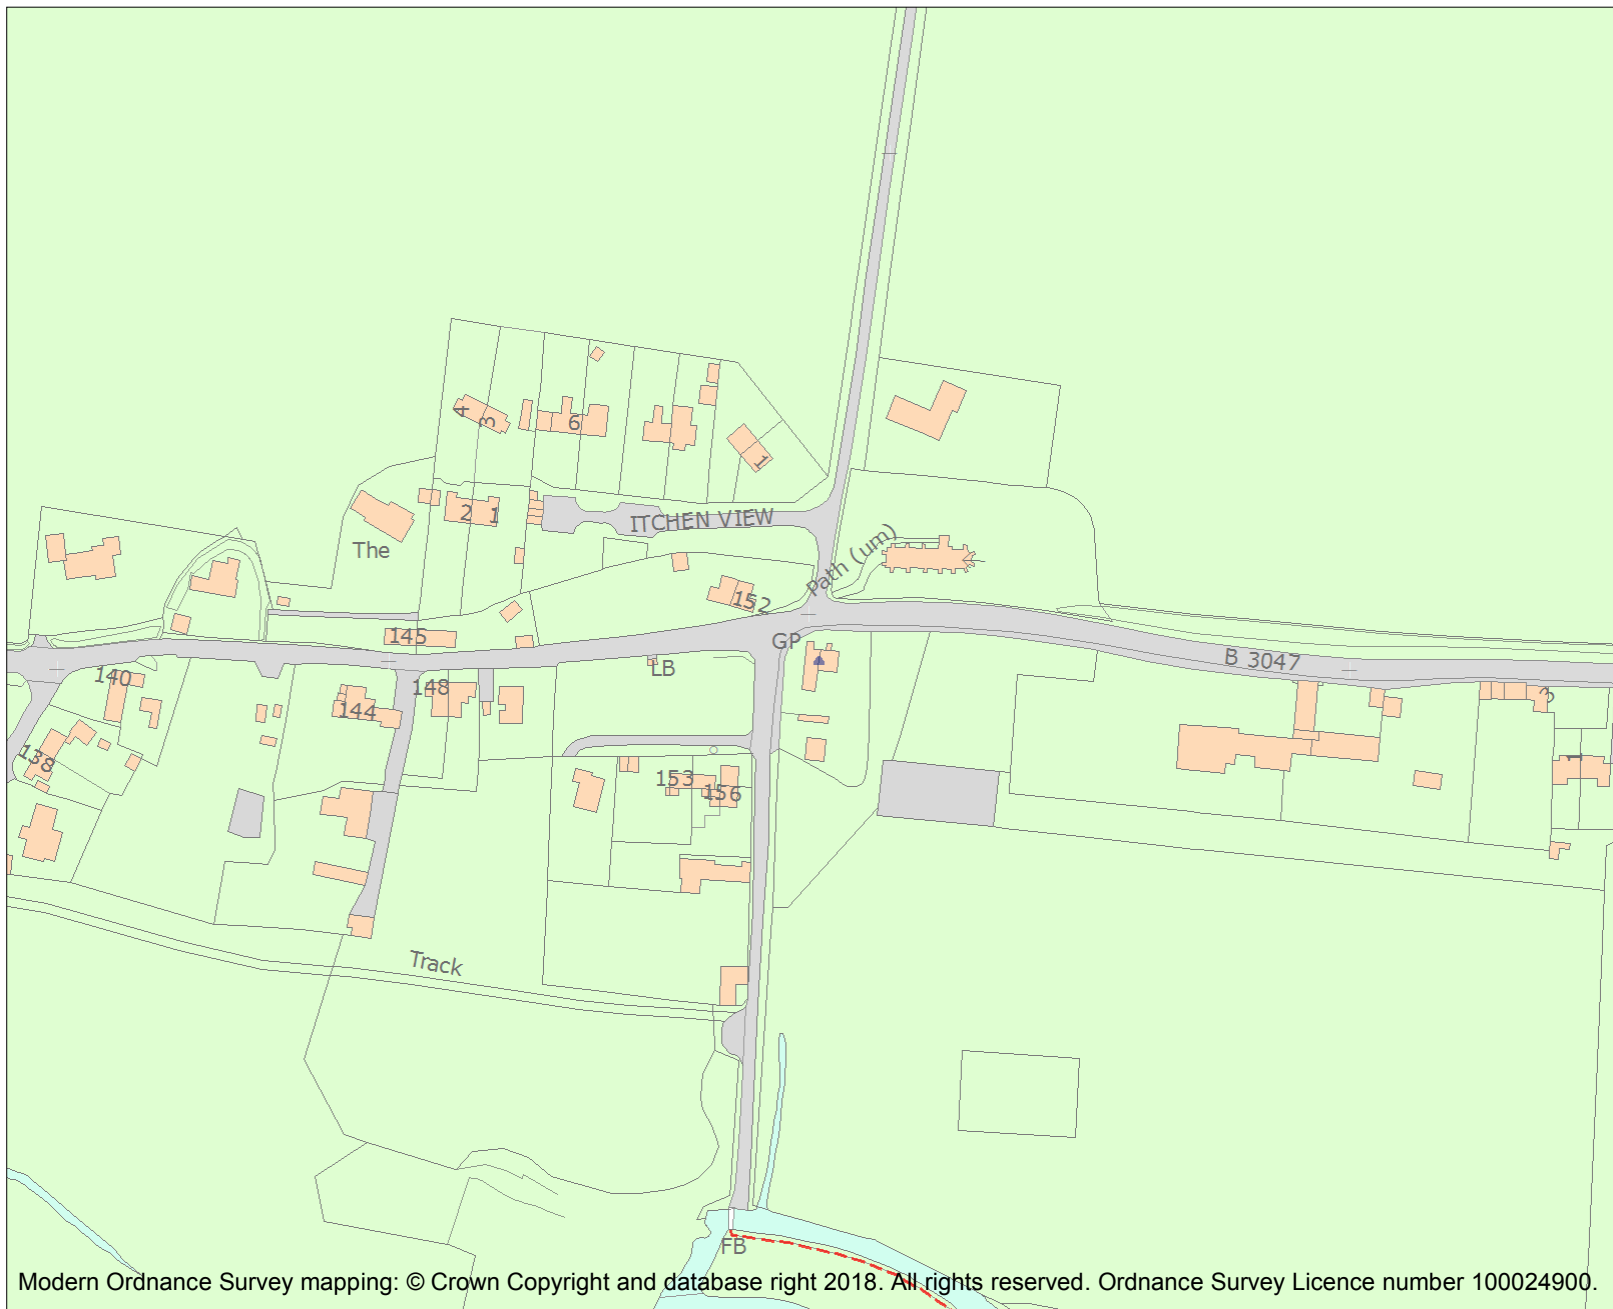 4
3
6
1
2 1
ITCHEN VIEW
The
Path (um)
152
145
GP
B 3047
LB
140
148
144
3
138
153
156
1
Track
FB
Modern Ordnance Survey mapping: © Crown Copyright and database right 2018. All rights reserved. Ordnance Survey Licence number 100024900.